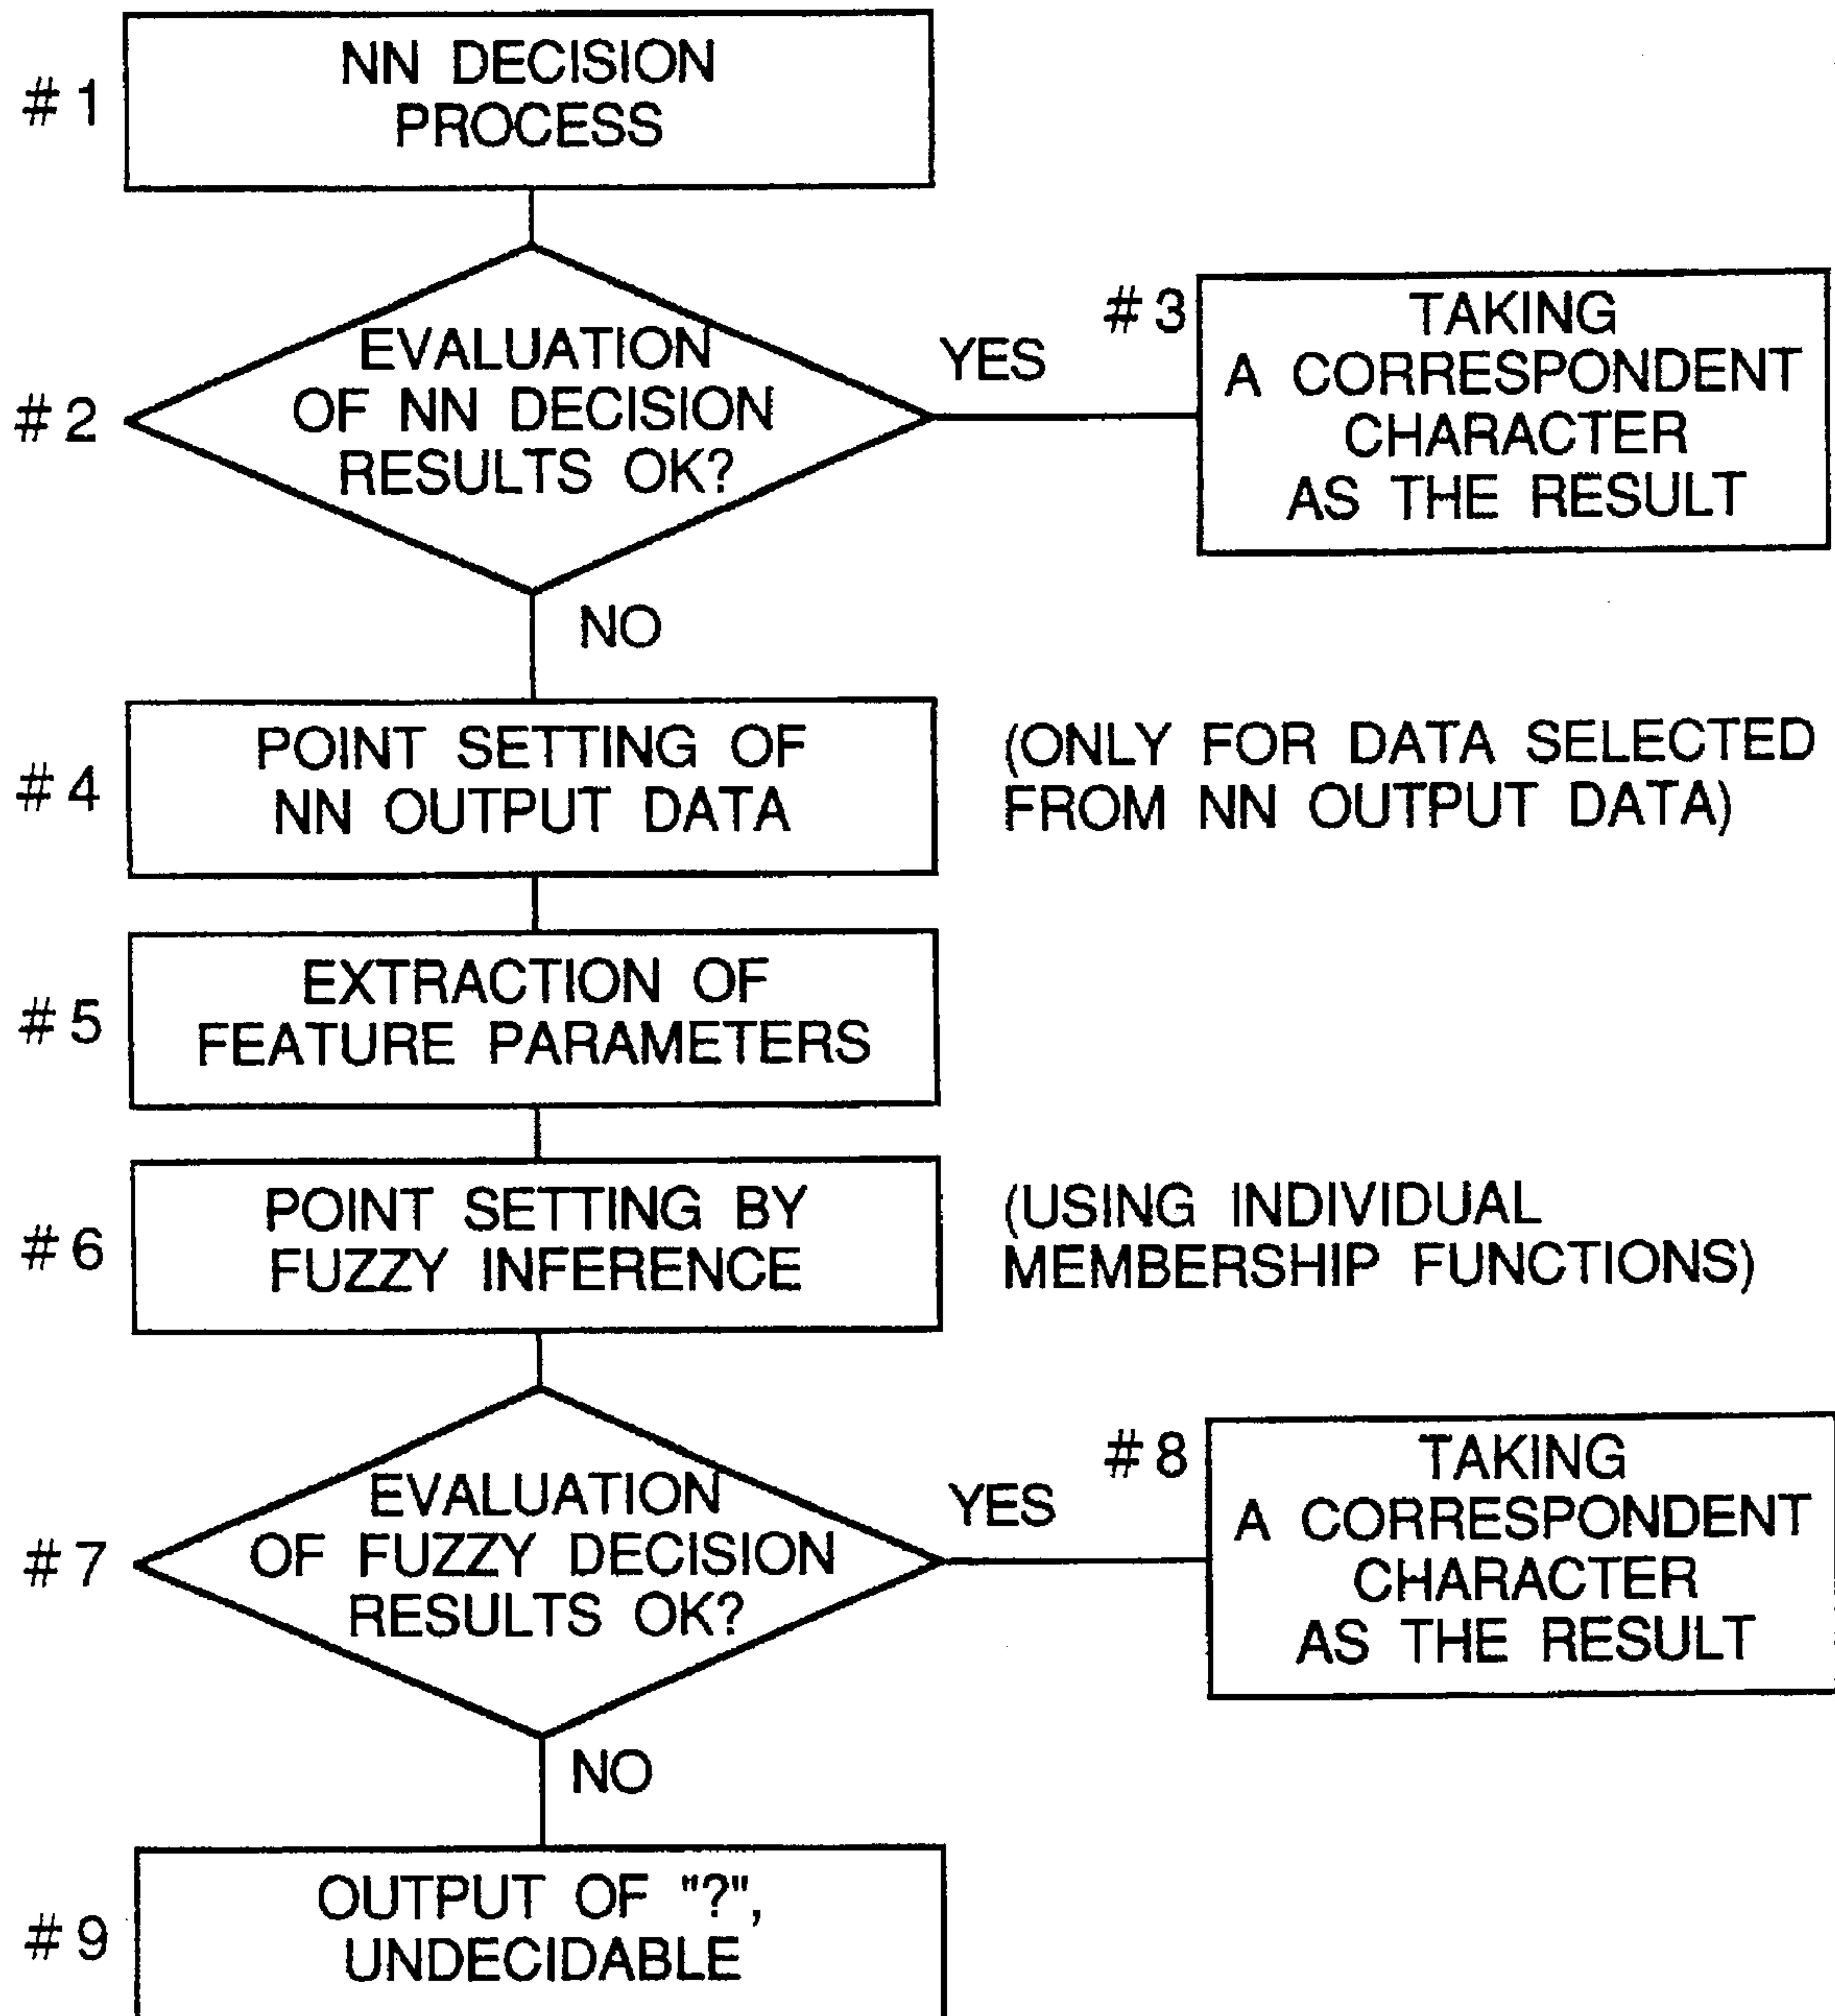 #1
NN DECISION
PROCESS
#2
EVALUATION
OF NN DECISION
RESULTS OK?
YES
#3
TAKING
A CORRESPONDENT
CHARACTER
AS THE RESULT
NO
#4
POINT SETTING OF
NN OUTPUT DATA
(ONLY FOR DATA SELECTED
FROM NN OUTPUT DATA)
#5
EXTRACTION OF
FEATURE PARAMETERS
#6
POINT SETTING BY
FUZZY INFERENCE
(USING INDIVIDUAL
MEMBERSHIP FUNCTIONS)
#7
EVALUATION
OF FUZZY DECISION
RESULTS OK?
YES
#8
TAKING
A CORRESPONDENT
CHARACTER
AS THE RESULT
NO
#9
OUTPUT OF "?",
UNDECIDABLE